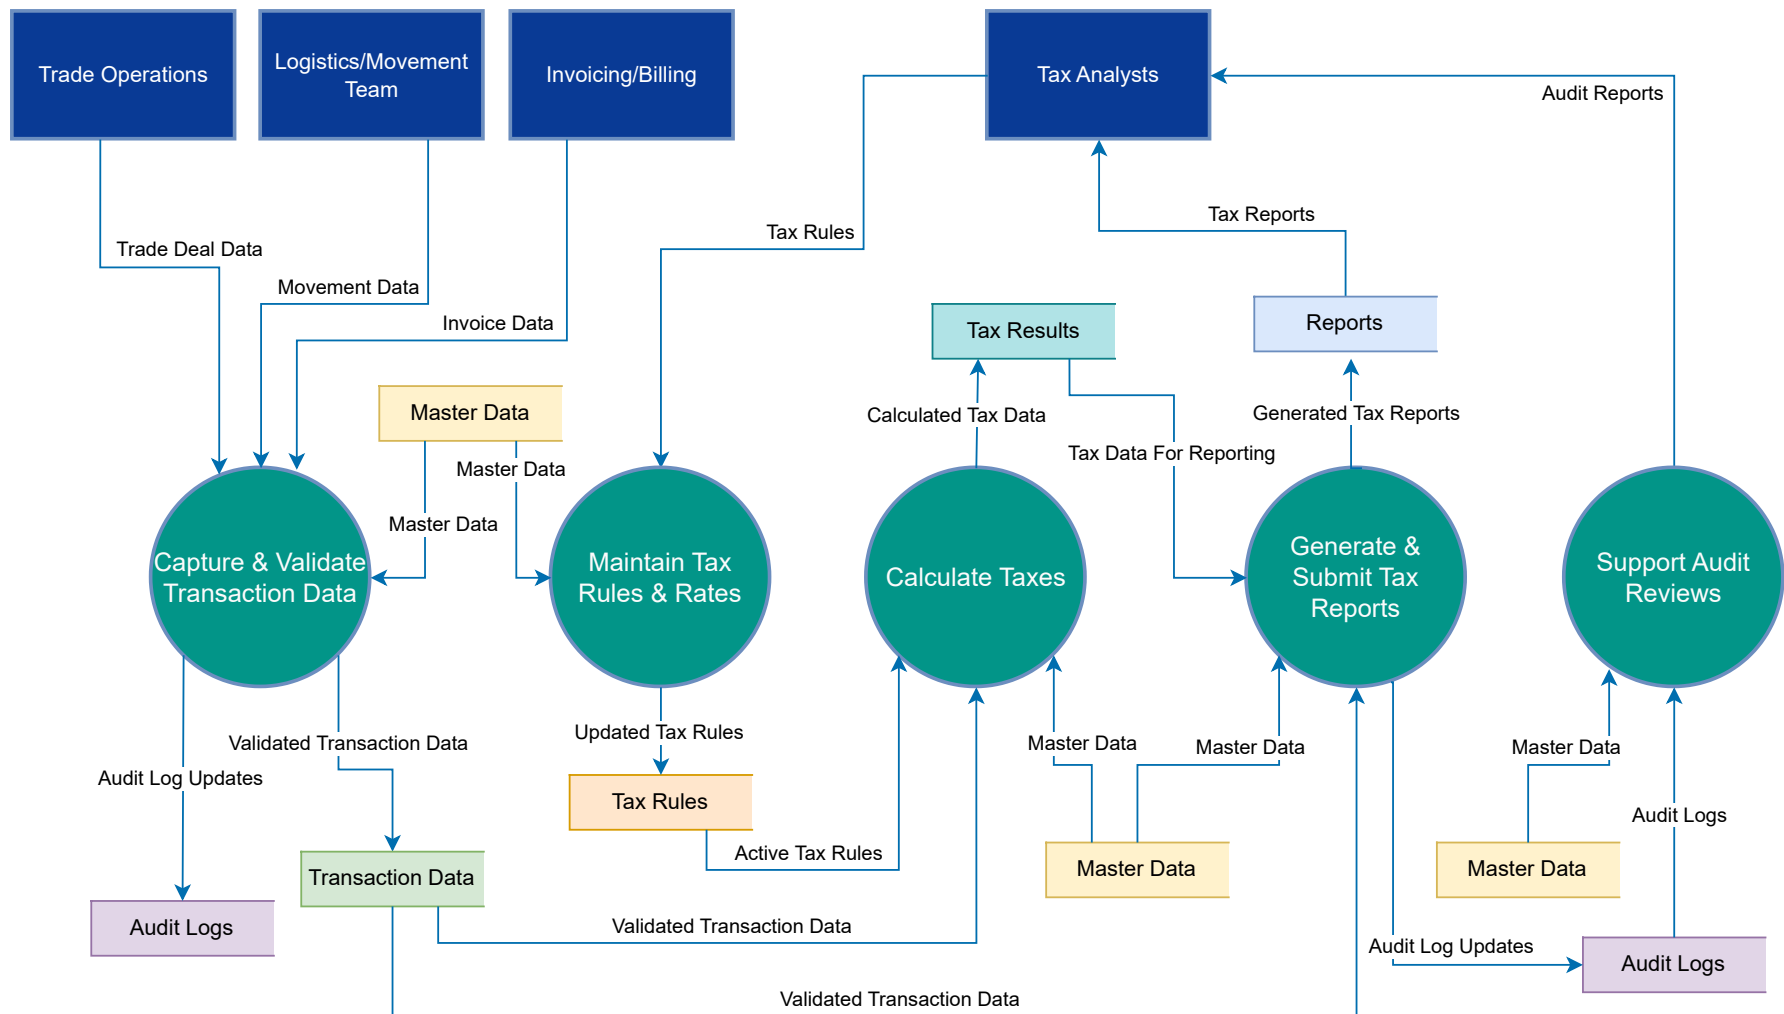 Trade Operations
Logistics/Movement
Team
Invoicing/Billing
Tax Analysts
Audit Reports
Tax Reports
Tax Rules
Trade Deal Data
Movement Data
Invoice Data
Tax Results
Reports
Master Data
Calculated Tax Data
Generated Tax Reports
Master Data
Tax Data For Reporting
Master Data
Capture & Validate
Transaction Data
Maintain Tax
Rules & Rates
Calculate Taxes
Generate &
Submit Tax
Reports
Support Audit
Reviews
Updated Tax Rules
Validated Transaction Data
Master Data
Master Data
Master Data
Audit Log Updates
Tax Rules
Audit Logs
Active Tax Rules
Transaction Data
Master Data
Master Data
Audit Logs
Validated Transaction Data
Audit Log Updates
Audit Logs
Validated Transaction Data